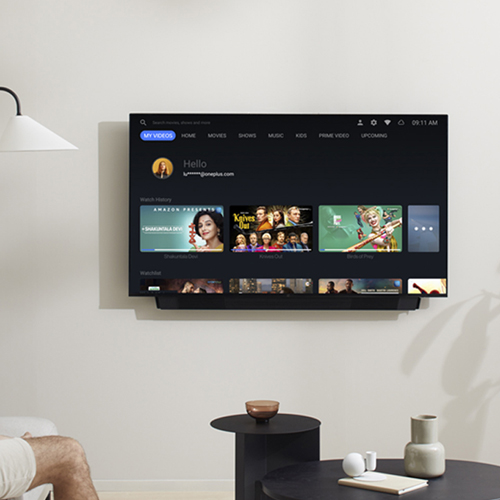 Search movies, shows and more
09:11 AM
MY VIDEOS HOME MOVIES SHOWS MUSIC KIDS PRIME VIDEO UPCOMING
Hello
lu******@oneplus.com
Watch History
AMAZON PRESENTS
SHAKUNTALA DEVI
Knives Out
Shakuntala Devi Knives Out Birds of Prey
Watchlist